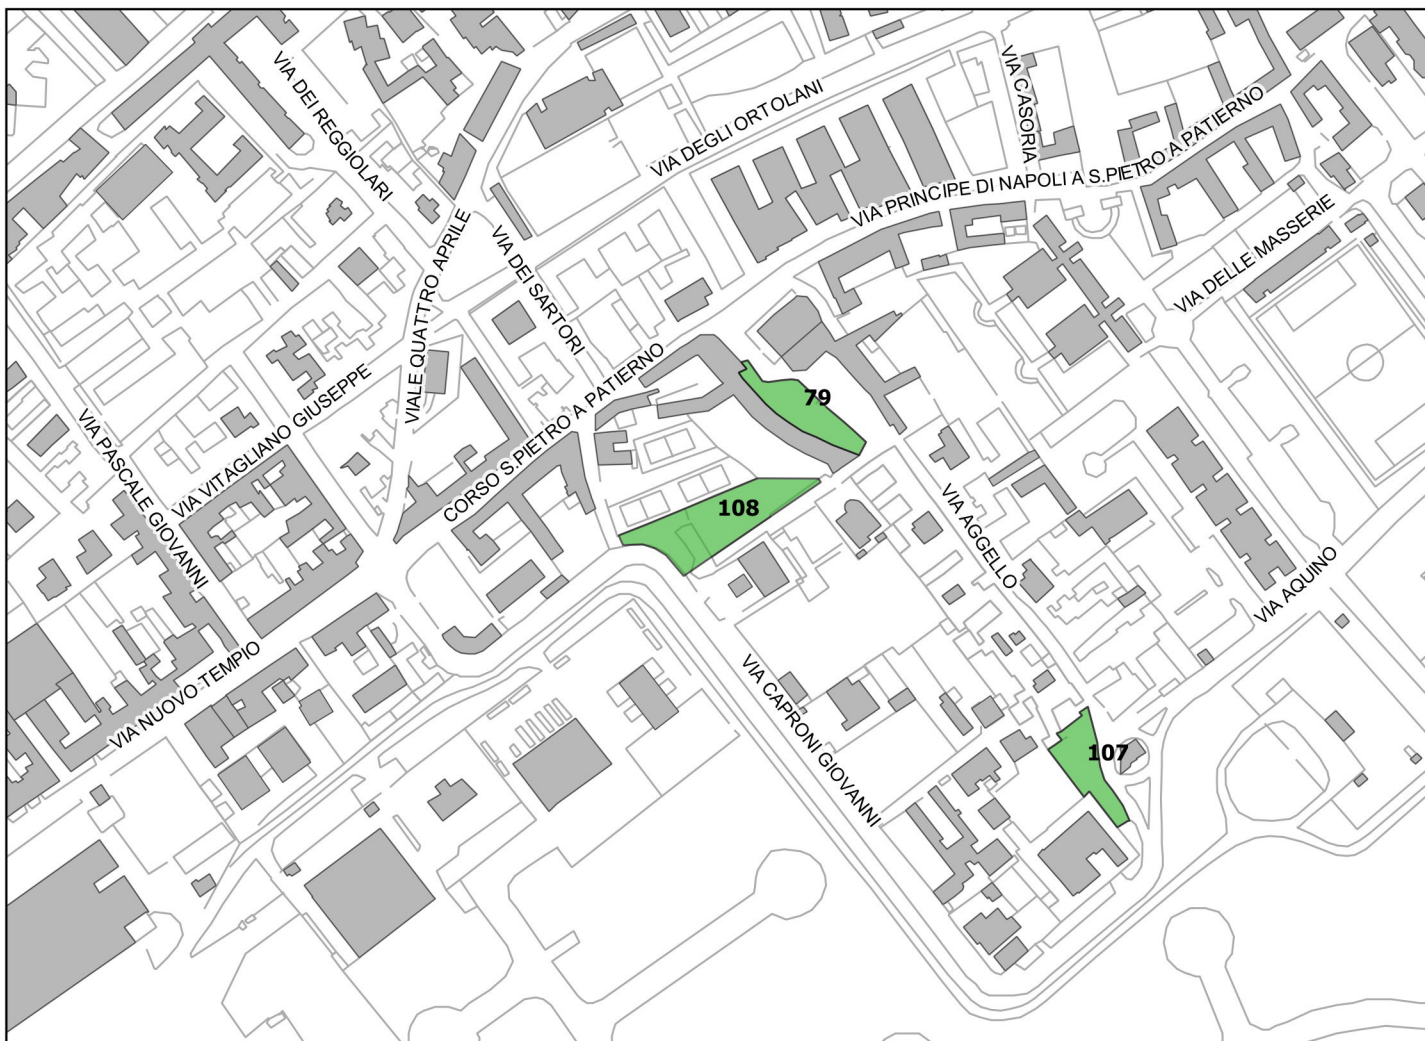 VIA DEI REGGIOLARI
VIA CASORIA
VIA DEGLI ORTOLANI
VIA PRINCIPE DI NAPOLI A S.PIETRO A PATIERNO
VIA DELLE MASSERIE
VIALE QUATTRO APRILE
VIA DEI SARTORI
CORSO S.PIETRO A PATIERNO
VIA VITAGLIANO GIUSEPPE
VIA PASCALE GIOVANNI
79
108
VIA AGGELLO
VIA AQUINO
VIA NUOVO TEMPIO
VIA CAPRONI GIOVANNI
107